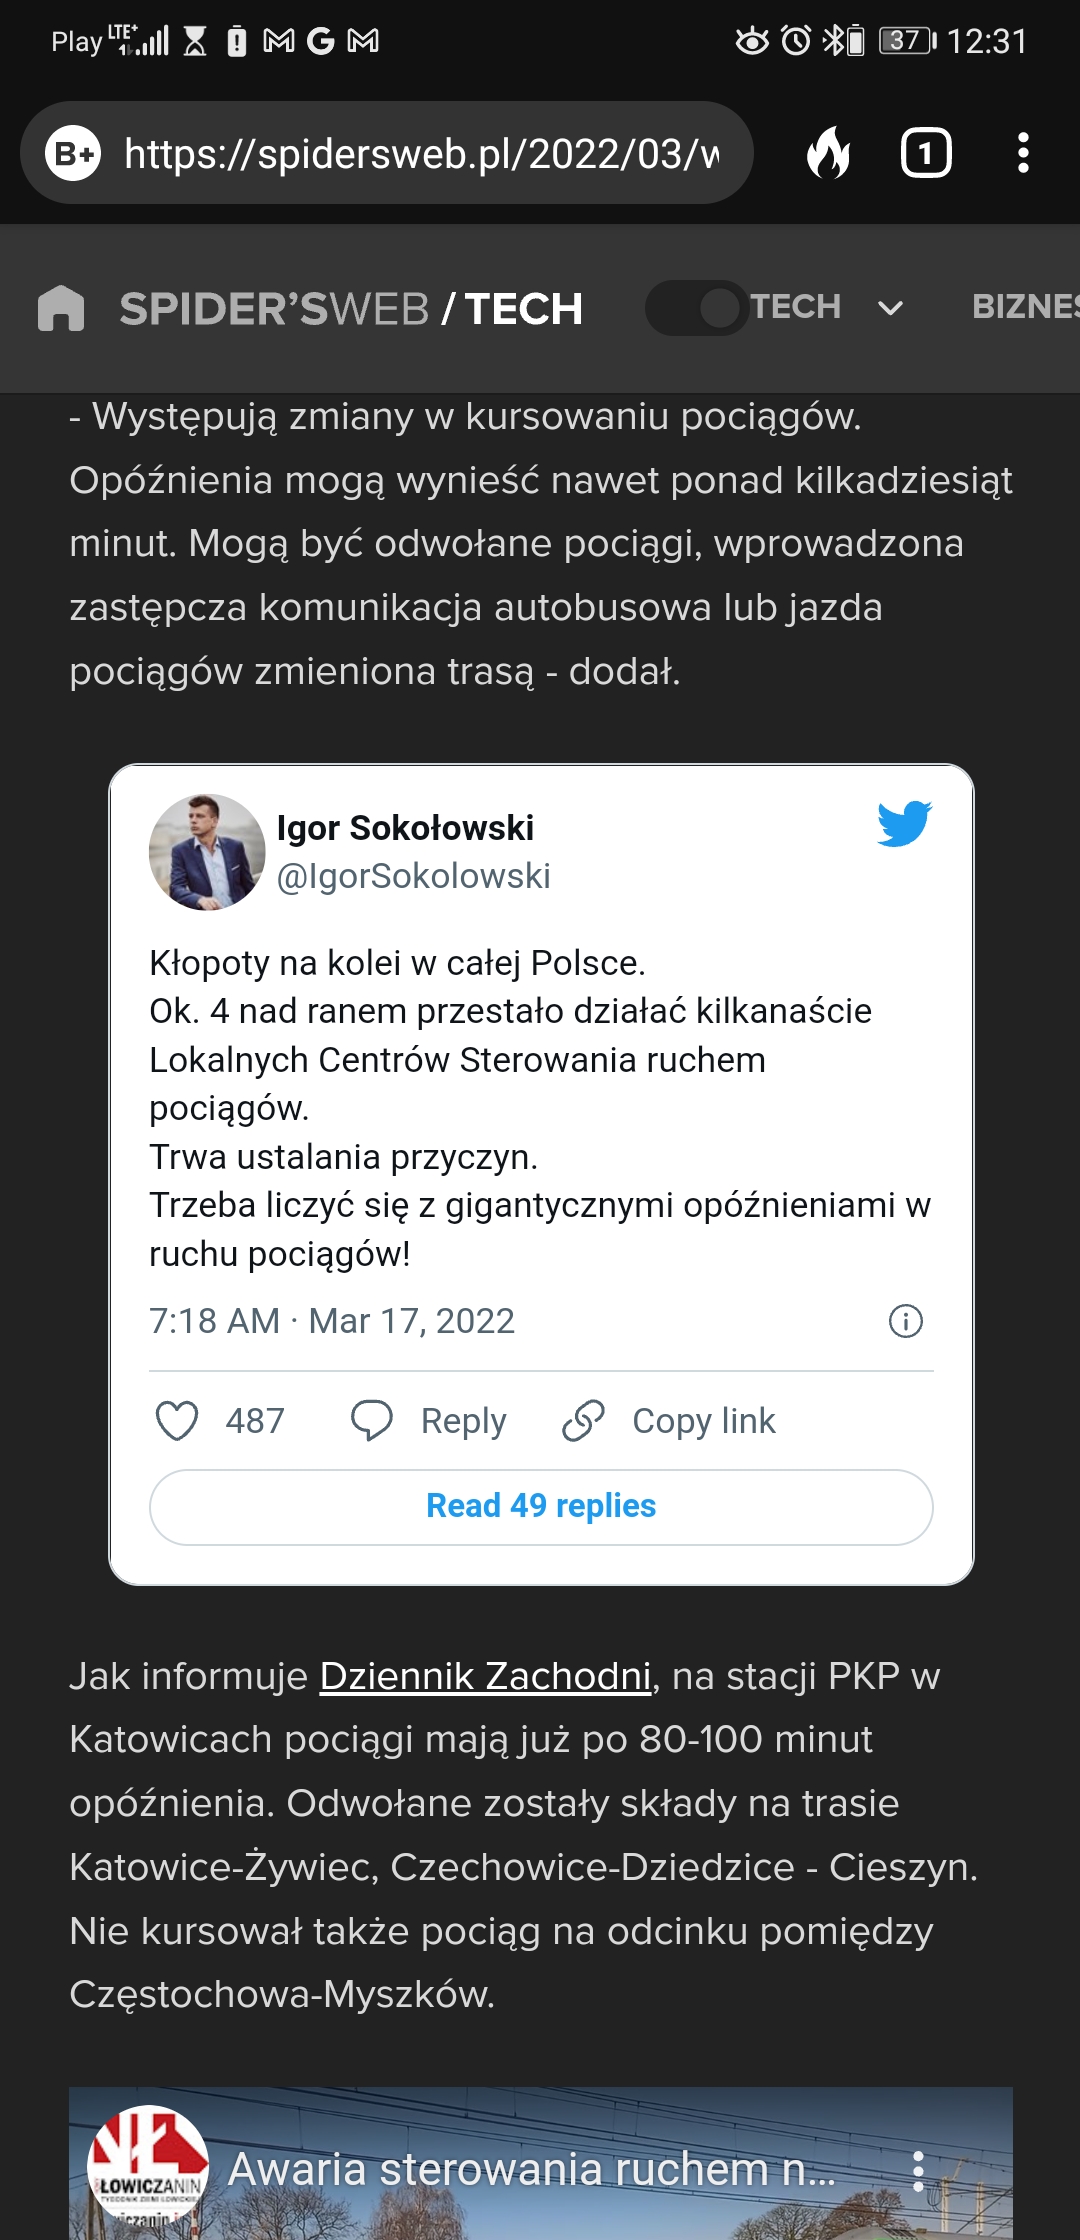 Play LTE+ 37 12:31
B+ https://spidersweb.pl/2022/03/w 1
SPIDER'SWEB / TECH TECH BIZNES
- Występują zmiany w kursowaniu pociągów.
Opóźnienia mogą wynieść nawet ponad kilkadziesiąt
minut. Mogą być odwołane pociągi, wprowadzona
zastępcza komunikacja autobusowa lub jazda
pociągów zmieniona trasą - dodał.
Igor Sokołowski
@IgorSokolowski
Kłopoty na kolei w całej Polsce.
Ok. 4 nad ranem przestało działać kilkanaście
Lokalnych Centrów Sterowania ruchem
pociągów.
Trwa ustalania przyczyn.
Trzeba liczyć się z gigantycznymi opóźnieniami w
ruchu pociągów!
7:18 AM · Mar 17, 2022
487 Reply Copy link
Read 49 replies
Jak informuje Dziennik Zachodni, na stacji PKP w
Katowicach pociągi mają już po 80-100 minut
opóźnienia. Odwołane zostały składy na trasie
Katowice-Żywiec, Czechowice-Dziedzice - Cieszyn.
Nie kursował także pociąg na odcinku pomiędzy
Częstochowa-Myszków.
NŁ
ŁOWICZANIN
Awaria sterowania ruchem n...